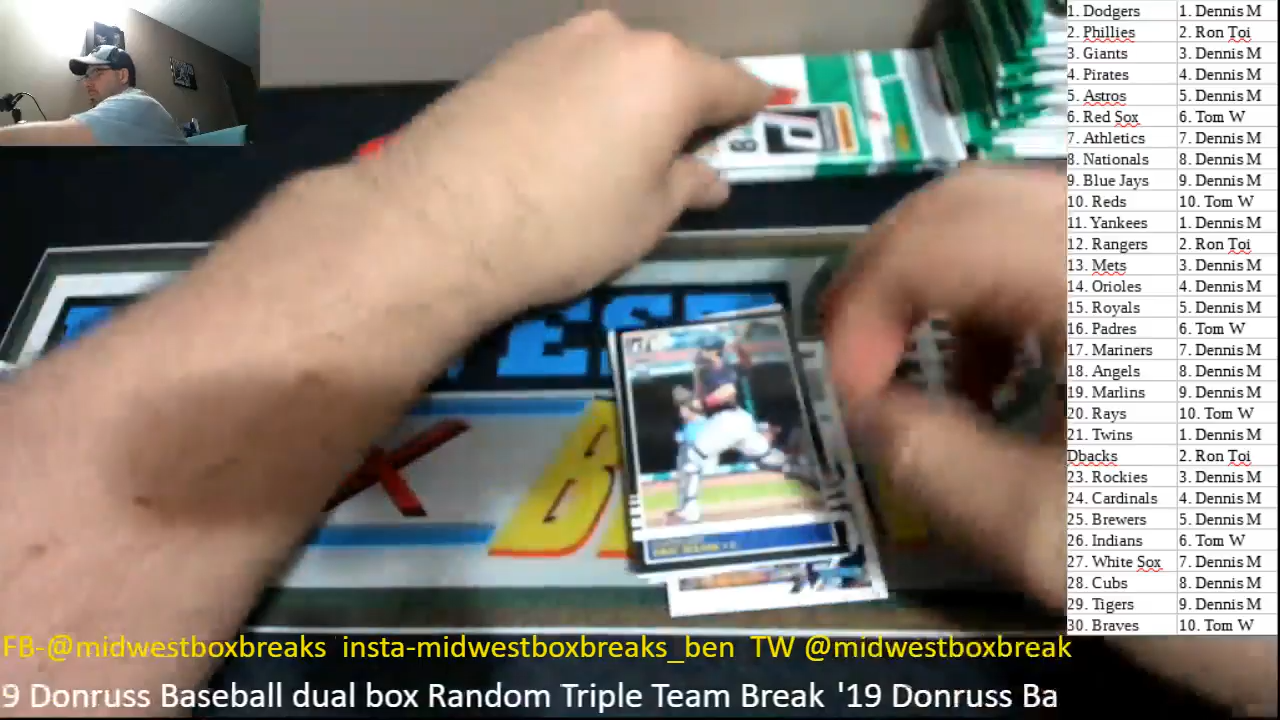 1. Dodgers 1. Dennis M
2. Phillies 2. Ron Toi
3. Giants 3. Dennis M
4. Pirates 4. Dennis M
5. Astros 5. Dennis M
6. Red Sox 6. Tom W
7. Athletics 7. Dennis M
8. Nationals 8. Dennis M
9. Blue Jays 9. Dennis M
10. Reds 10. Tom W
11. Yankees 1. Dennis M
12. Rangers 2. Ron Toi
13. Mets 3. Dennis M
14. Orioles 4. Dennis M
15. Royals 5. Dennis M
16. Padres 6. Tom W
17. Mariners 7. Dennis M
18. Angels 8. Dennis M
19. Marlins 9. Dennis M
20. Rays 10. Tom W
21. Twins 1. Dennis M
Dbacks 2. Ron Toi
23. Rockies 3. Dennis M
24. Cardinals 4. Dennis M
25. Brewers 5. Dennis M
26. Indians 6. Tom W
27. White Sox 7. Dennis M
28. Cubs 8. Dennis M
29. Tigers 9. Dennis M
30. Braves 10. Tom W
FB-@midwestboxbreaks insta-midwestboxbreaks_ben TW @midwestboxbreak
9 Donruss Baseball dual box Random Triple Team Break '19 Donruss Ba